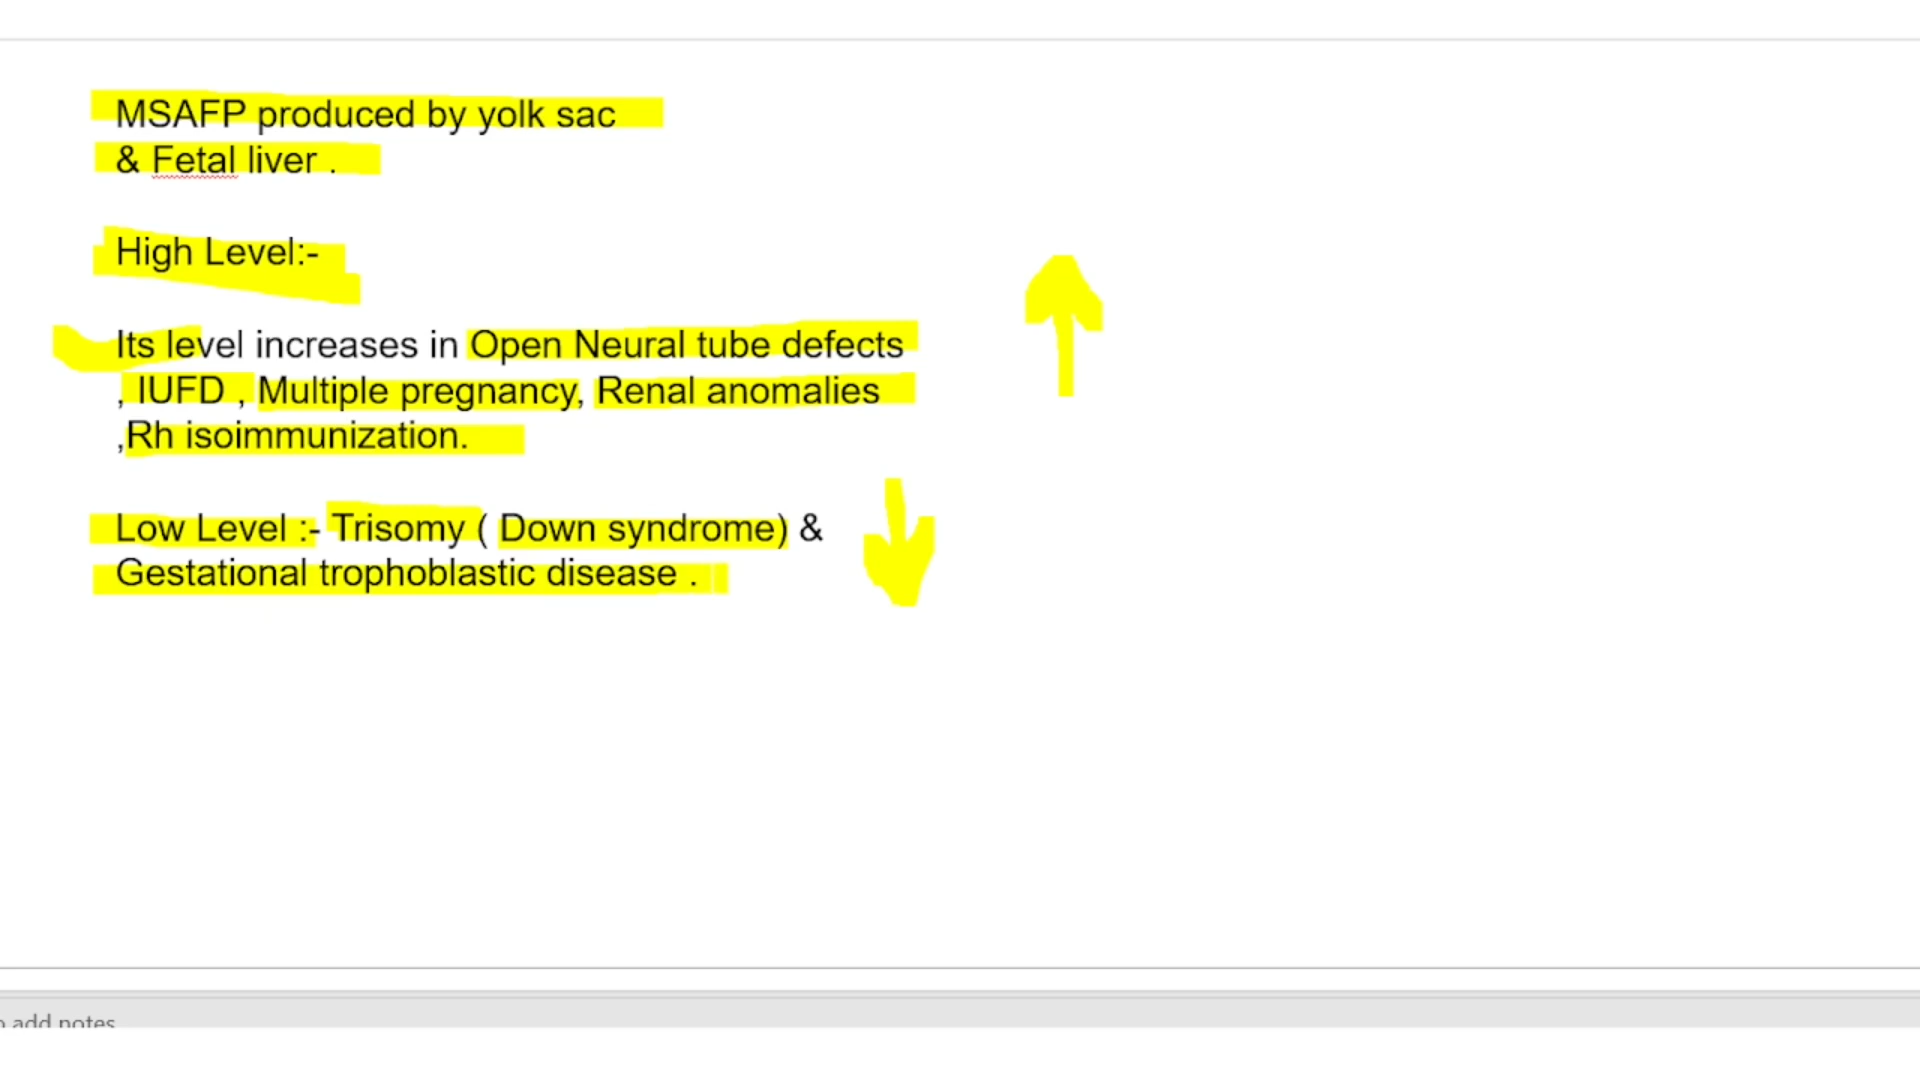 MSAFP produced by yolk sac
& Fetal liver .
High Level:-
Its level increases in Open Neural tube defects
, IUFD , Multiple pregnancy, Renal anomalies
,Rh isoimmunization.
Low Level :- Trisomy ( Down syndrome) &
Gestational trophoblastic disease .
o add notes